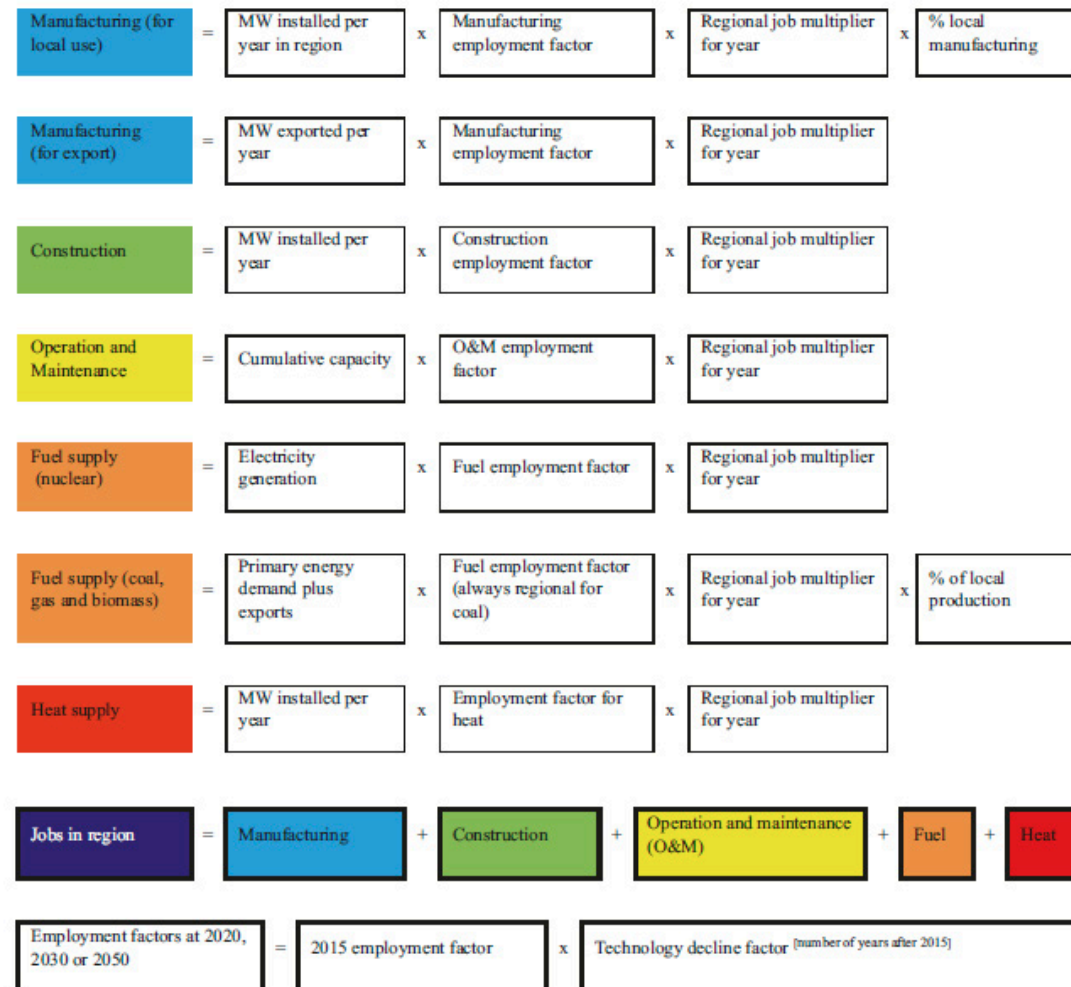 Manufacturing (for local use) = MW installed per year in region x Manufacturing employment factor x Regional job multiplier for year x % local manufacturing
Manufacturing (for export) = MW exported per year x Manufacturing employment factor x Regional job multiplier for year
Construction = MW installed per year x Construction employment factor x Regional job multiplier for year
Operation and Maintenance = Cumulative capacity x O&M employment factor x Regional job multiplier for year
Fuel supply (nuclear) = Electricity generation x Fuel employment factor x Regional job multiplier for year
Fuel supply (coal, gas and biomass) = Primary energy demand plus exports x Fuel employment factor (always regional for coal) x Regional job multiplier for year x % of local production
Heat supply = MW installed per year x Employment factor for heat x Regional job multiplier for year
Jobs in region = Manufacturing + Construction + Operation and maintenance (O&M) + Fuel + Heat
Employment factors at 2020, 2030 or 2050 = 2015 employment factor x Technology decline factor [number of years after 2015]